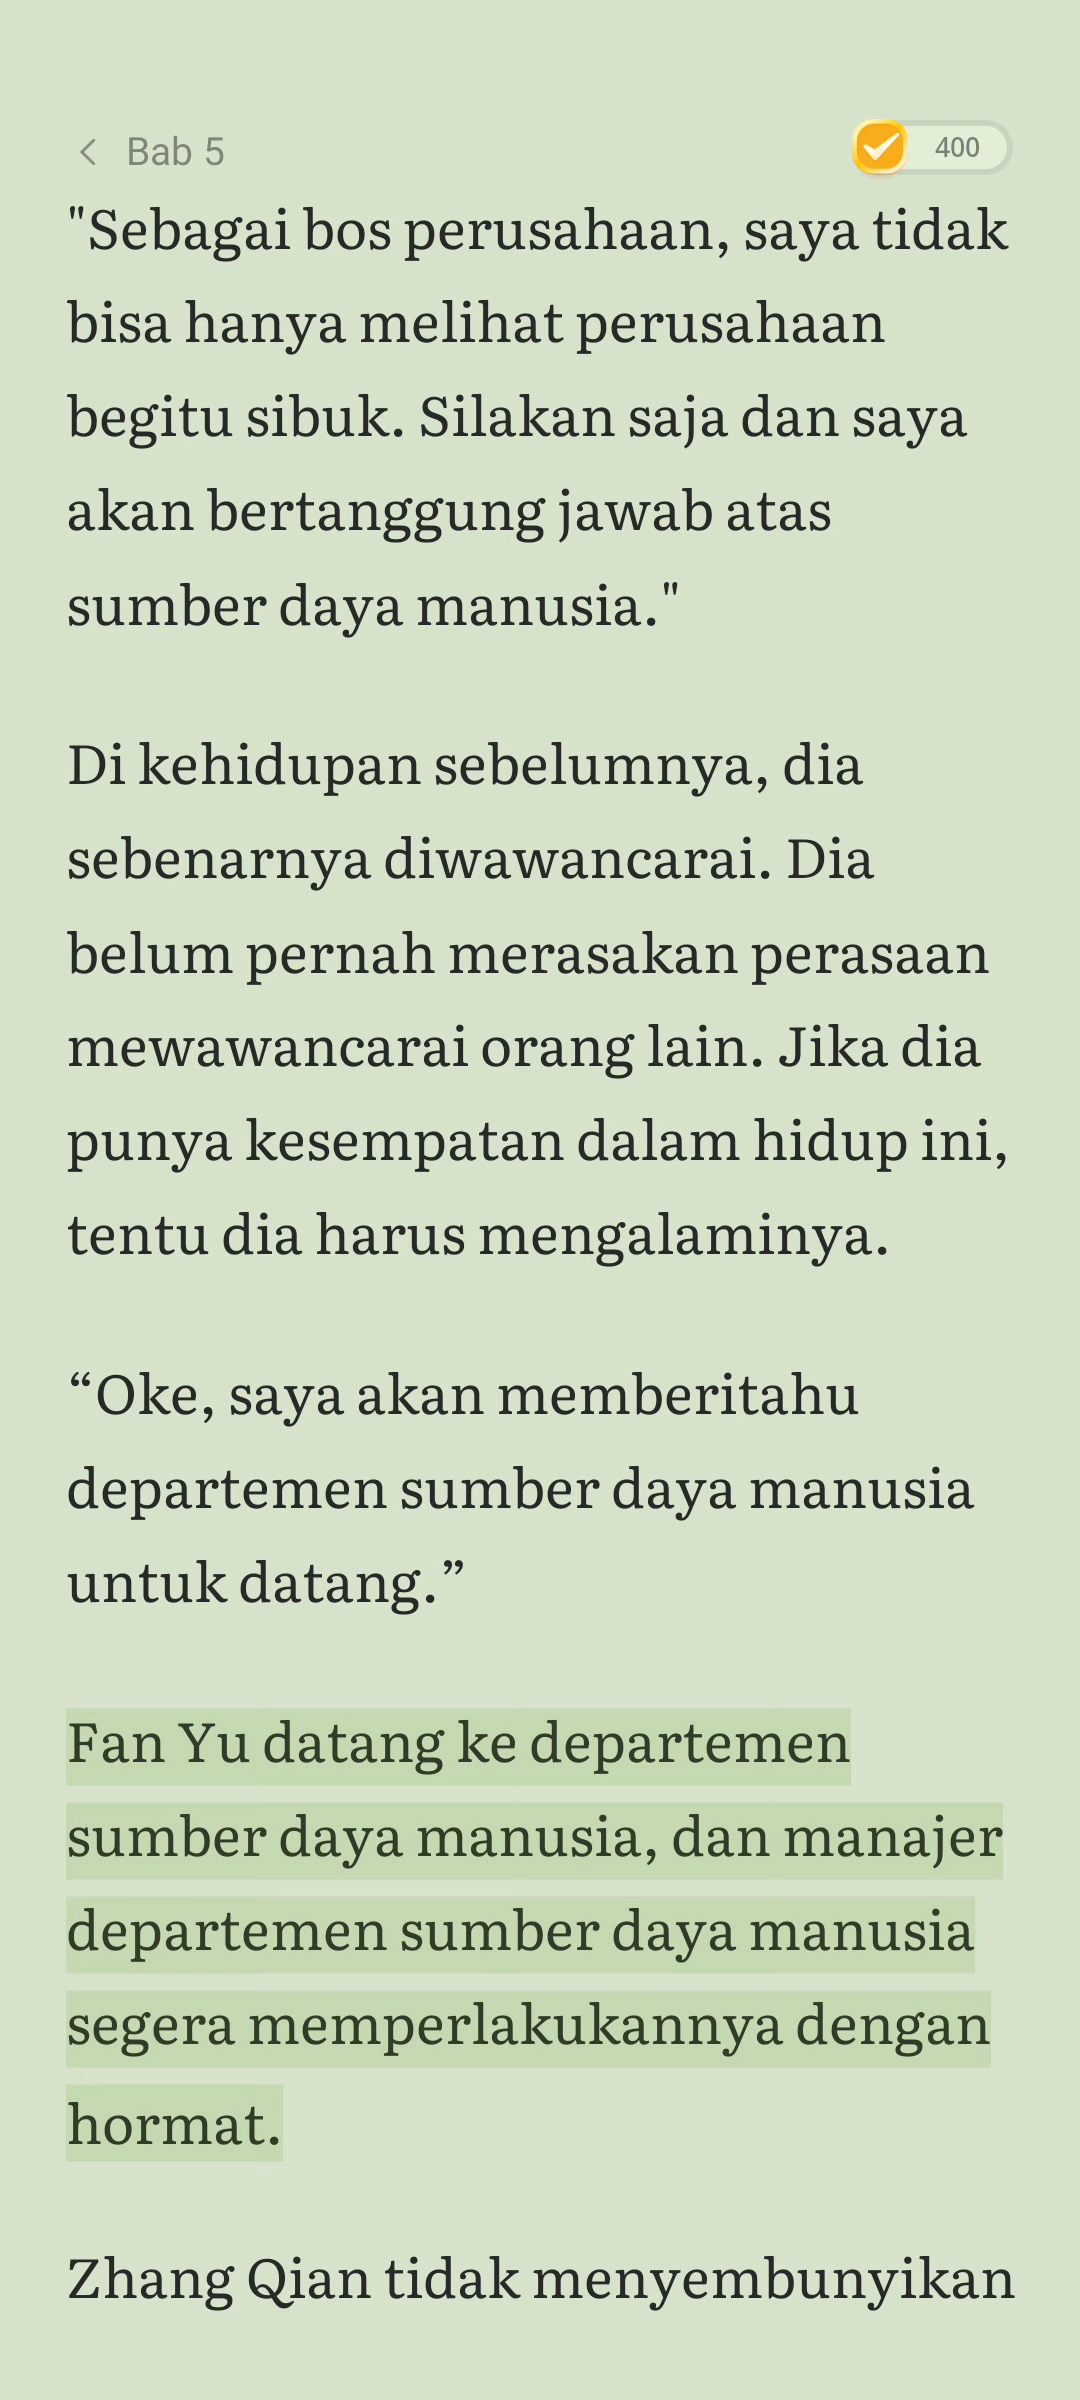 Bab 5
400
"Sebagai bos perusahaan, saya tidak
bisa hanya melihat perusahaan
begitu sibuk. Silakan saja dan saya
akan bertanggung jawab atas
sumber daya manusia."
Di kehidupan sebelumnya, dia
sebenarnya diwawancarai. Dia
belum pernah merasakan perasaan
mewawancarai orang lain. Jika dia
punya kesempatan dalam hidup ini,
tentu dia harus mengalaminya.
“Oke, saya akan memberitahu
departemen sumber daya manusia
untuk datang.”
Fan Yu datang ke departemen
sumber daya manusia, dan manajer
departemen sumber daya manusia
segera memperlakukannya dengan
hormat.
Zhang Qian tidak menyembunyikan